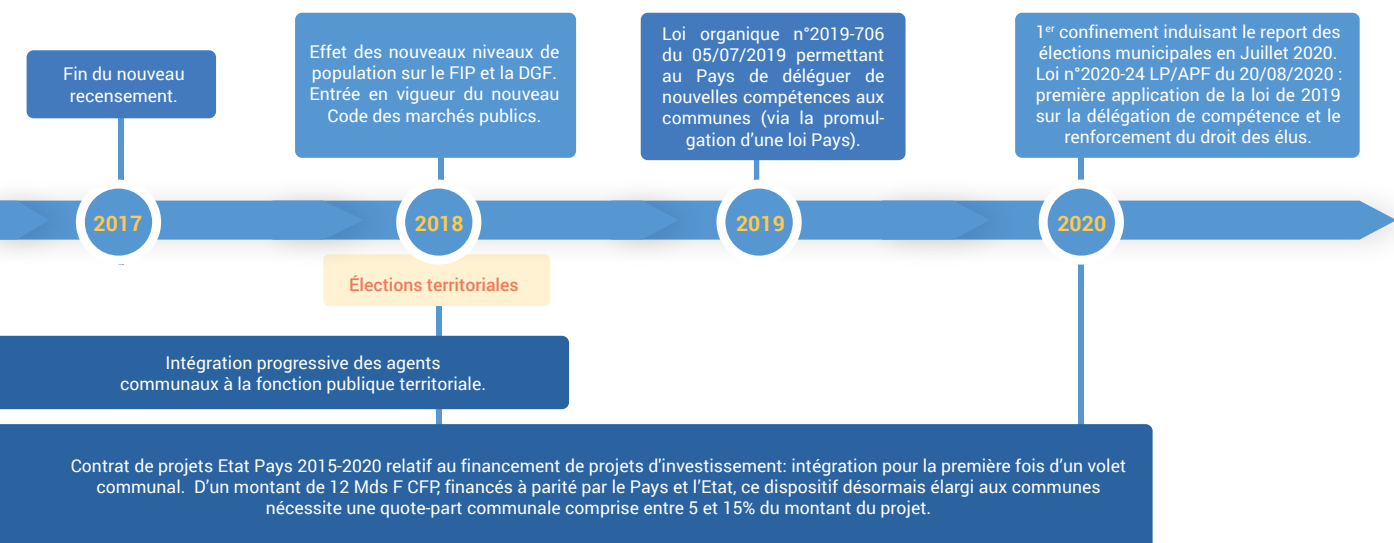 Fin du nouveau
recensement.
Effet des nouveaux niveaux de
population sur le FIP et la DGF.
Entrée en vigueur du nouveau
Code des marchés publics.
Loi organique n°2019-706
du 05/07/2019 permettant
au Pays de déléguer de
nouvelles compétences aux
communes (via la promul-
gation d'une loi Pays).
1er confinement induisant le report des
élections municipales en Juillet 2020.
Loi n°2020-24 LP/APF du 20/08/2020 :
première application de la loi de 2019
sur la délégation de compétence et le
renforcement du droit des élus.
2017
2018
2019
2020
Élections territoriales
Intégration progressive des agents
communaux à la fonction publique territoriale.
Contrat de projets Etat Pays 2015-2020 relatif au financement de projets d'investissement: intégration pour la première fois d'un volet
communal. D'un montant de 12 Mds F CFP, financés à parité par le Pays et l'Etat, ce dispositif désormais élargi aux communes
nécessite une quote-part communale comprise entre 5 et 15% du montant du projet.